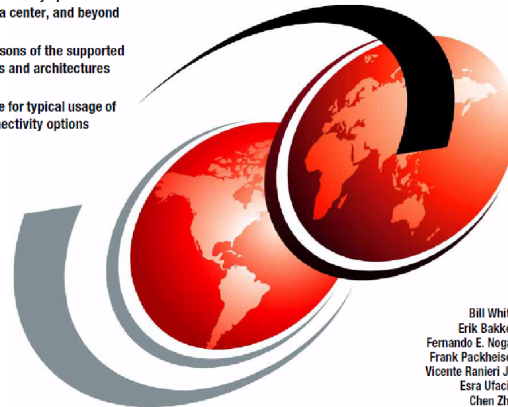 a center, and beyond
sons of the supported
s and architectures
e for typical usage of
nectivity options
Bill Whit
Erik Bakke
Fernando E. Noga
Frank Packheise
Vicente Ranieri J
Esra Ufaci
Chen Zh